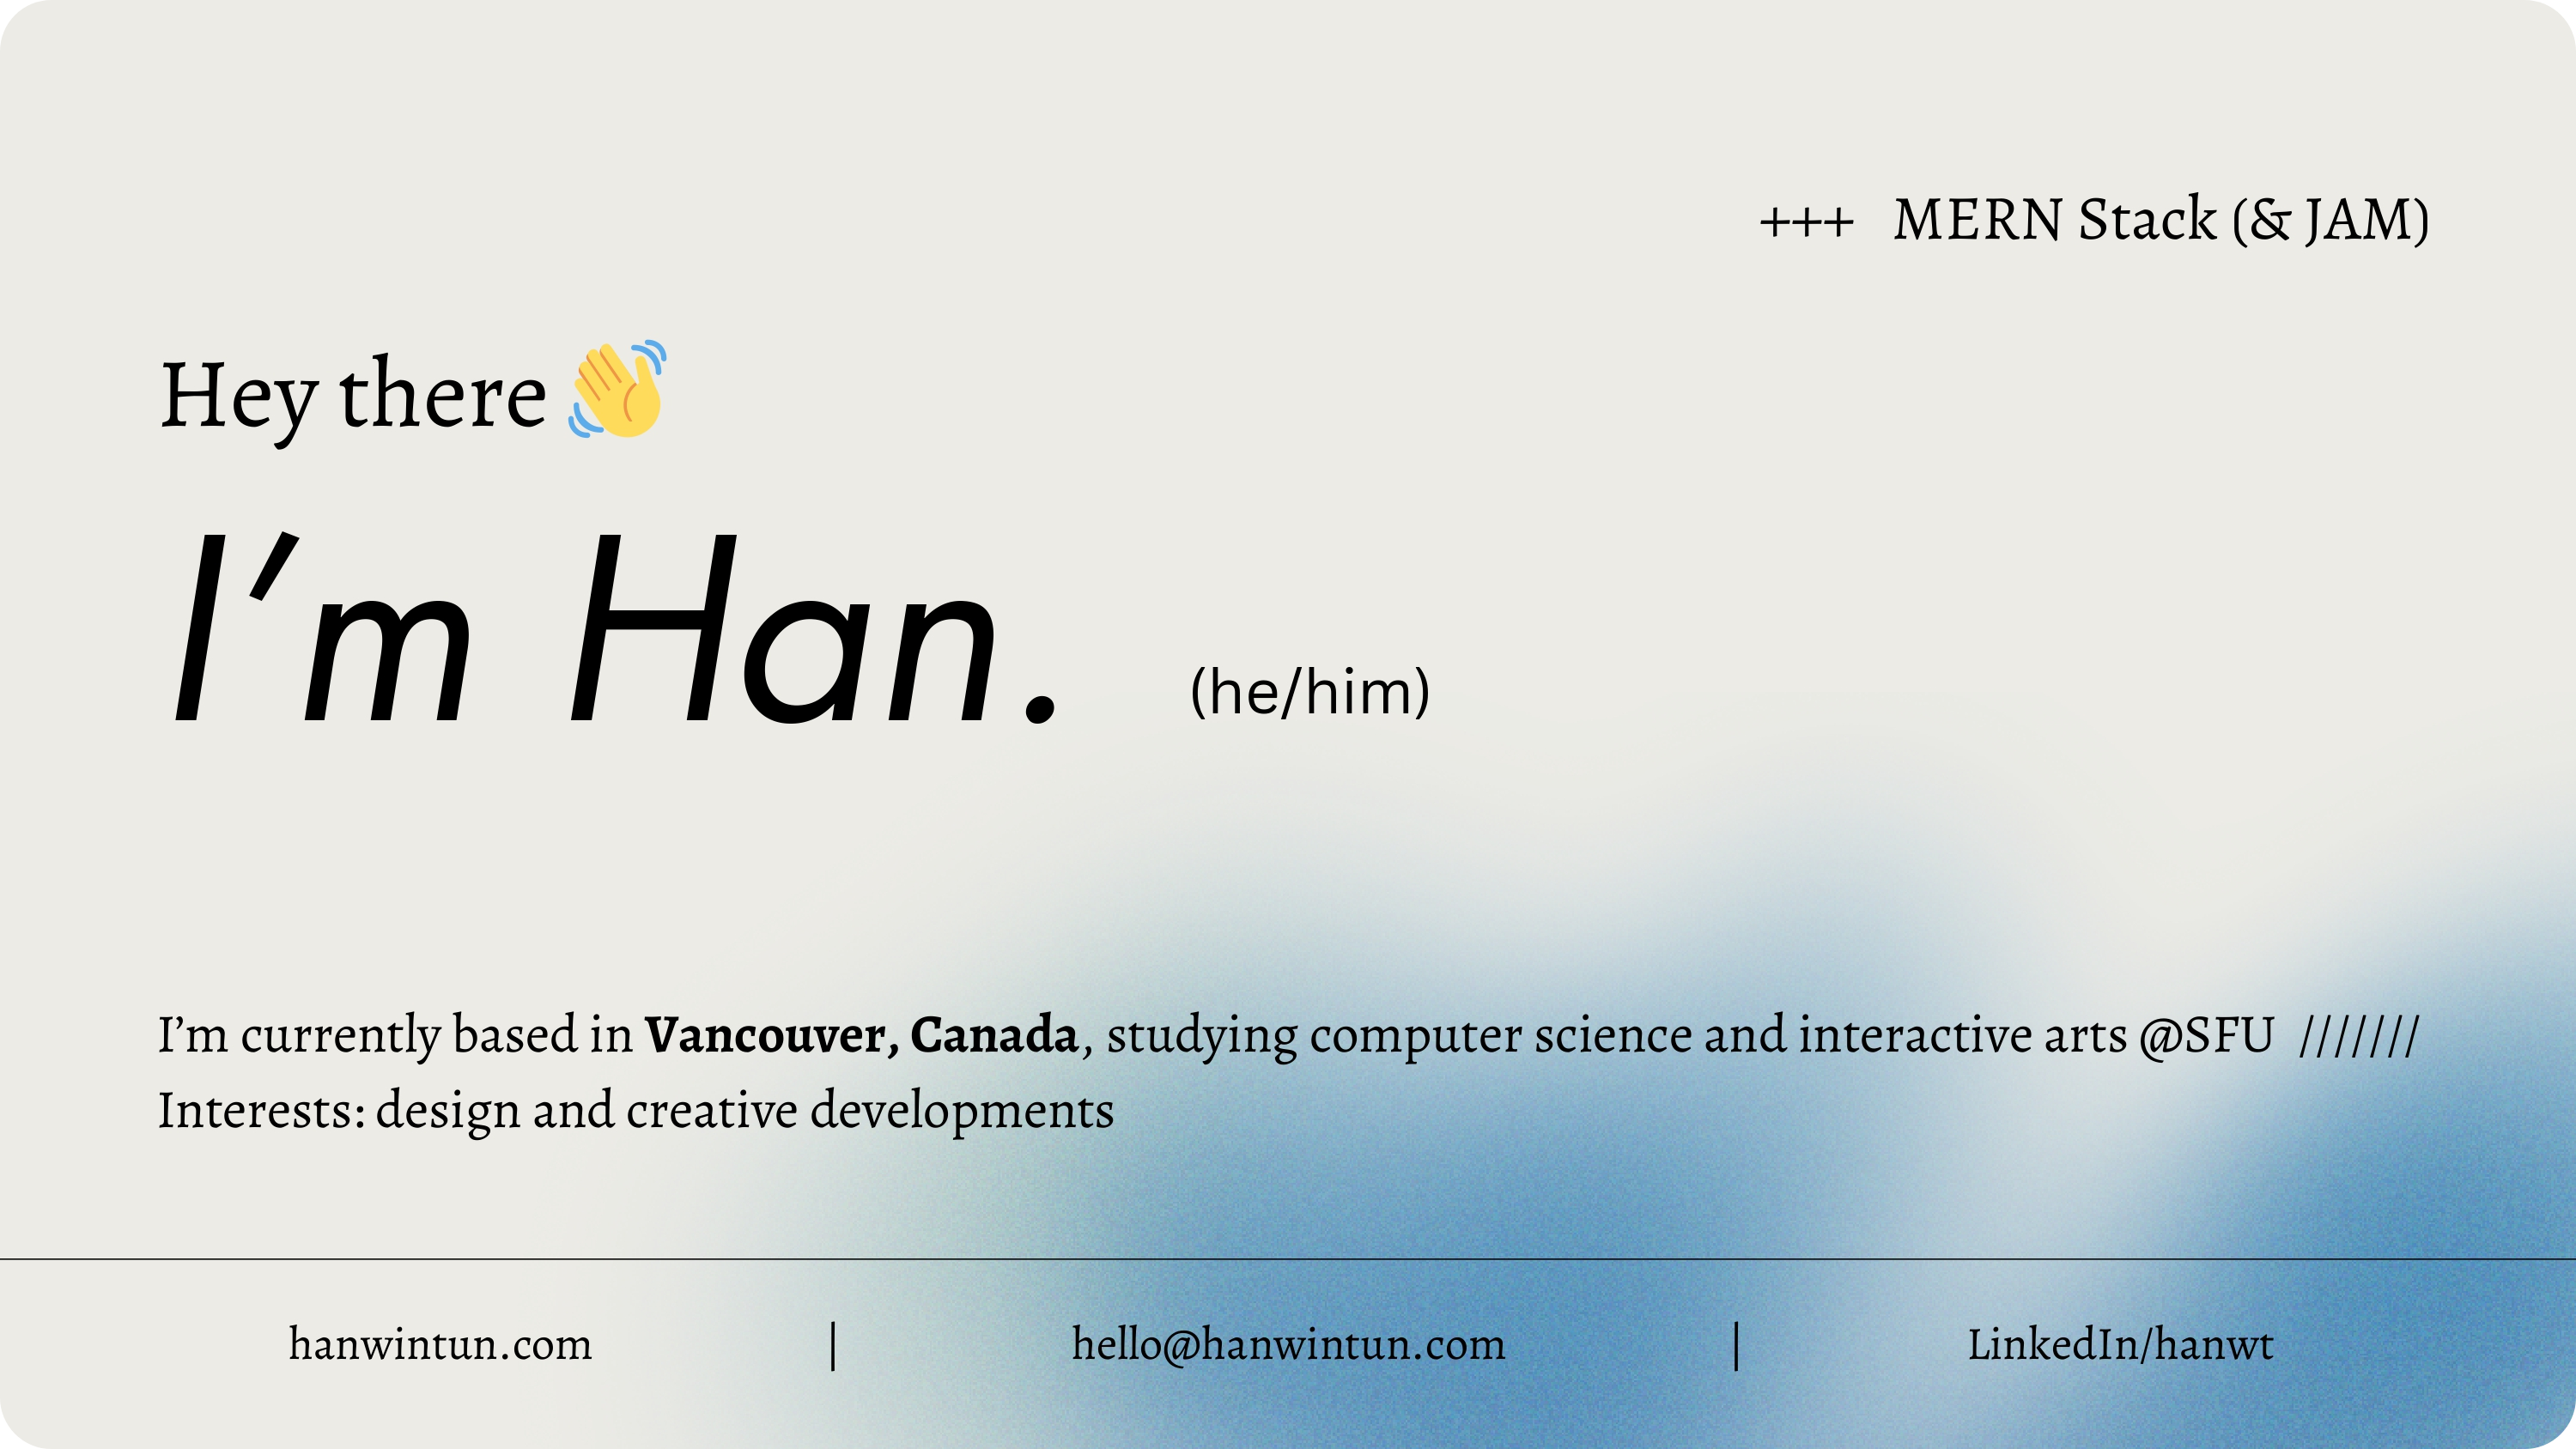 +++ MERN Stack (& JAM)
Hey there 👋
I'm Han. (he/him)
I’m currently based in Vancouver, Canada, studying computer science and interactive arts @SFU ///////
Interests: design and creative developments
hanwintun.com | hello@hanwintun.com | LinkedIn/hanwt